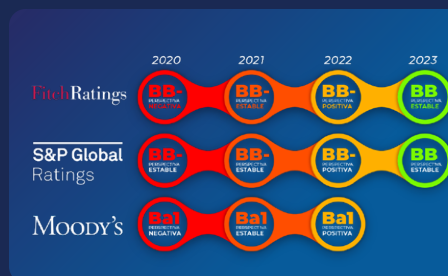 2020 2021 2022 2023
FitchRatings
BB- BB- BB- BB
PERSPECTIVA PERSPECTIVA PERSPECTIVA PERSPECTIVA
NEGATIVA ESTABLE POSITIVA ESTABLE
S&P Global
Ratings
BB- BB- BB- BB
PERSPECTIVA PERSPECTIVA PERSPECTIVA PERSPECTIVA
ESTABLE ESTABLE POSITIVA ESTABLE
MOODY'S
Ba1 Ba1 Ba1
PERSPECTIVA PERSPECTIVA PERSPECTIVA
NEGATIVA ESTABLE POSITIVA